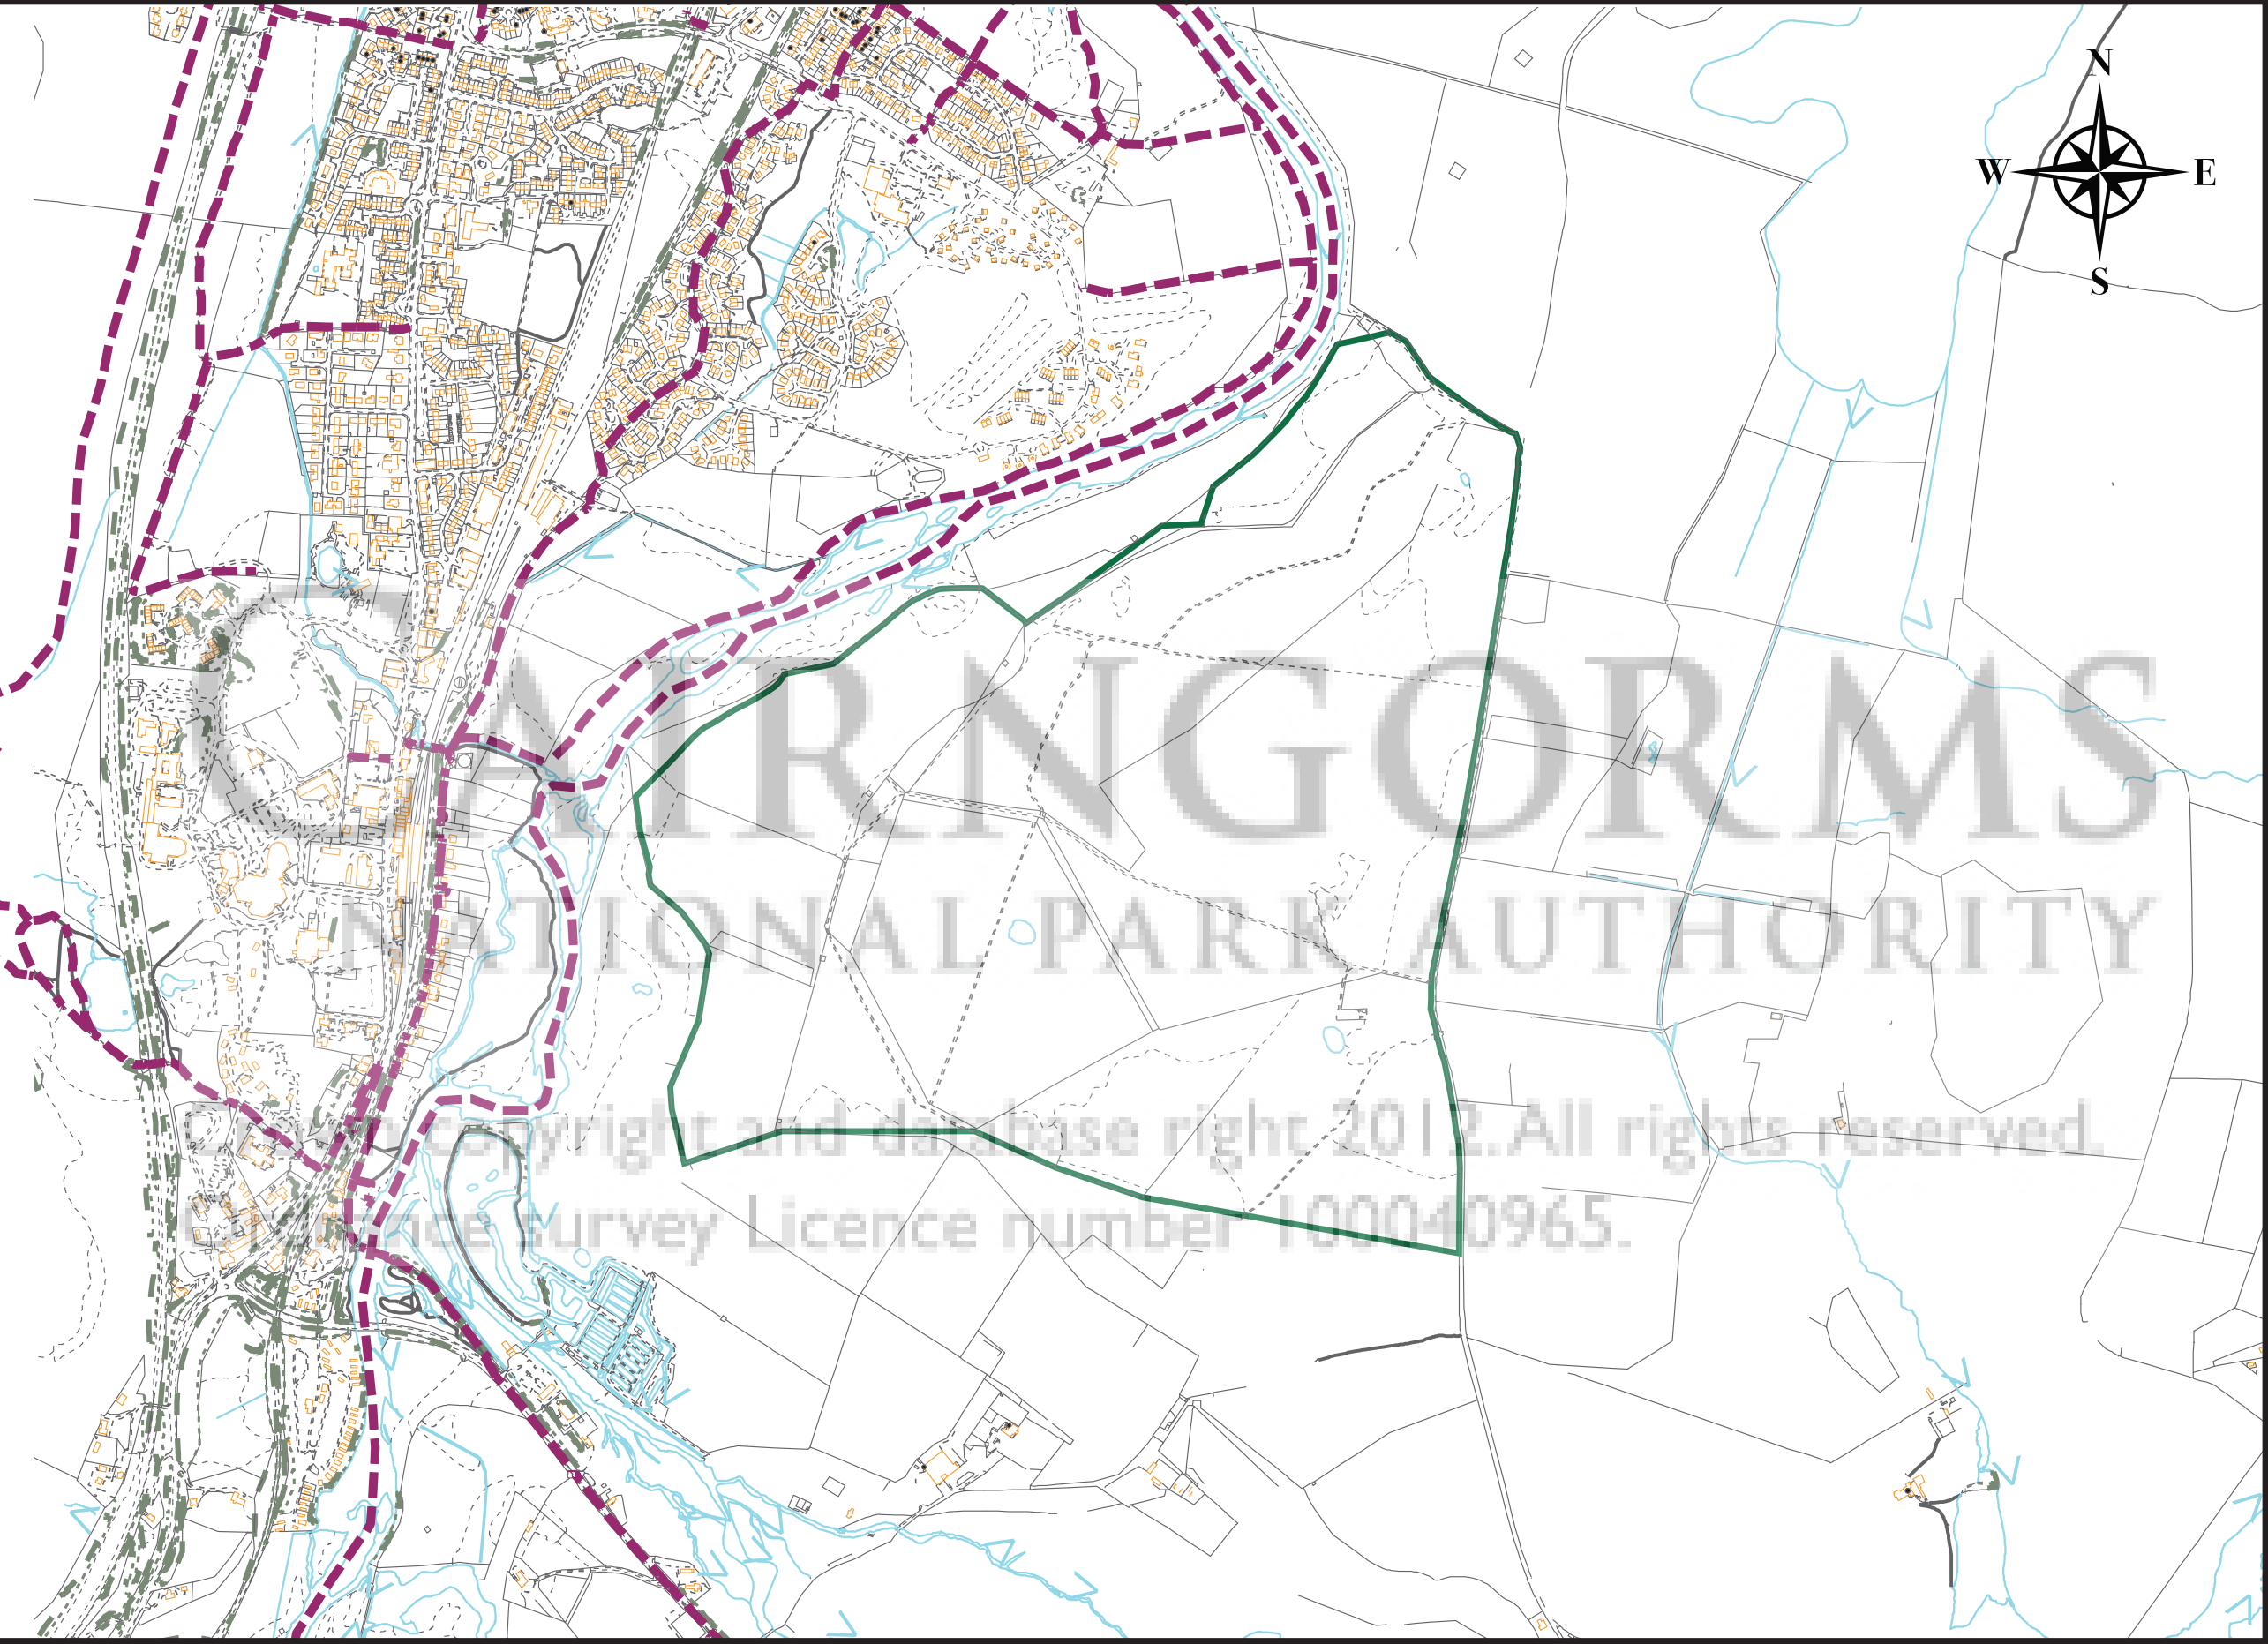 N
W E
S
CAIRNGORMS
NATIONAL PARK AUTHORITY
copyright and database right 2012. All rights reserved.
survey Licence number 100040965.